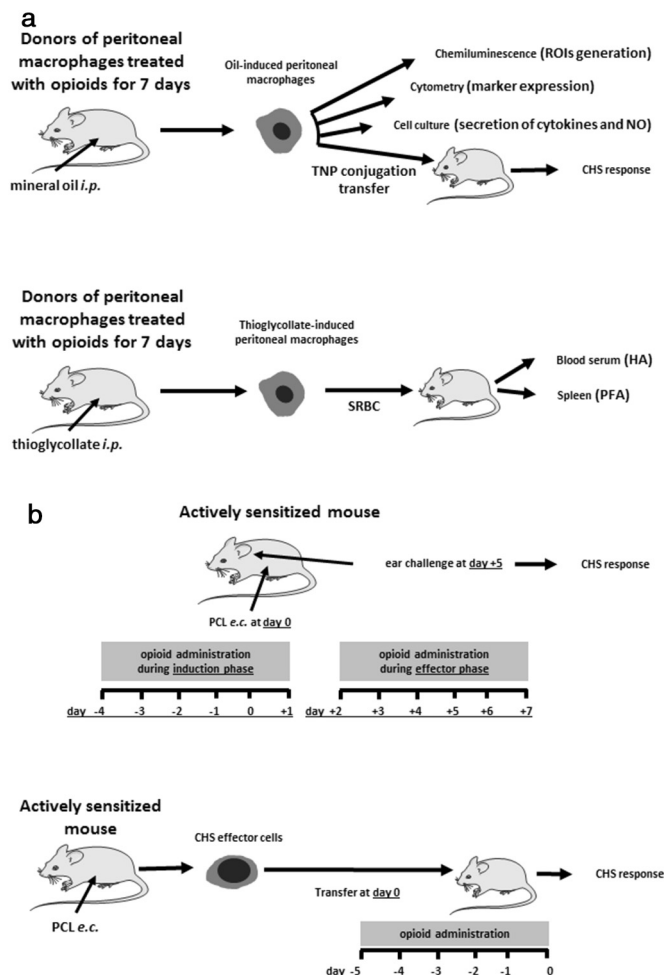 a
Donors of peritoneal
macrophages treated
with opioids for 7 days
mineral oil i.p.
Oil-induced peritoneal
macrophages
Chemiluminescence (ROIs generation)
Cytometry (marker expression)
Cell culture (secretion of cytokines and NO)
TNP conjugation
transfer
CHS response
Donors of peritoneal
macrophages treated
with opioids for 7 days
thioglycollate i.p.
Thioglycollate-induced
peritoneal macrophages
SRBC
Blood serum (HA)
Spleen (PFA)
b
Actively sensitized mouse
ear challenge at day +5
CHS response
PCL e.c. at day 0
opioid administration
during induction phase
day -4 -3 -2 -1 0 +1
opioid administration
during effector phase
day +2 +3 +4 +5 +6 +7
Actively sensitized
mouse
PCL e.c.
CHS effector cells
Transfer at day 0
CHS response
opioid administration
day -5 -4 -3 -2 -1 0